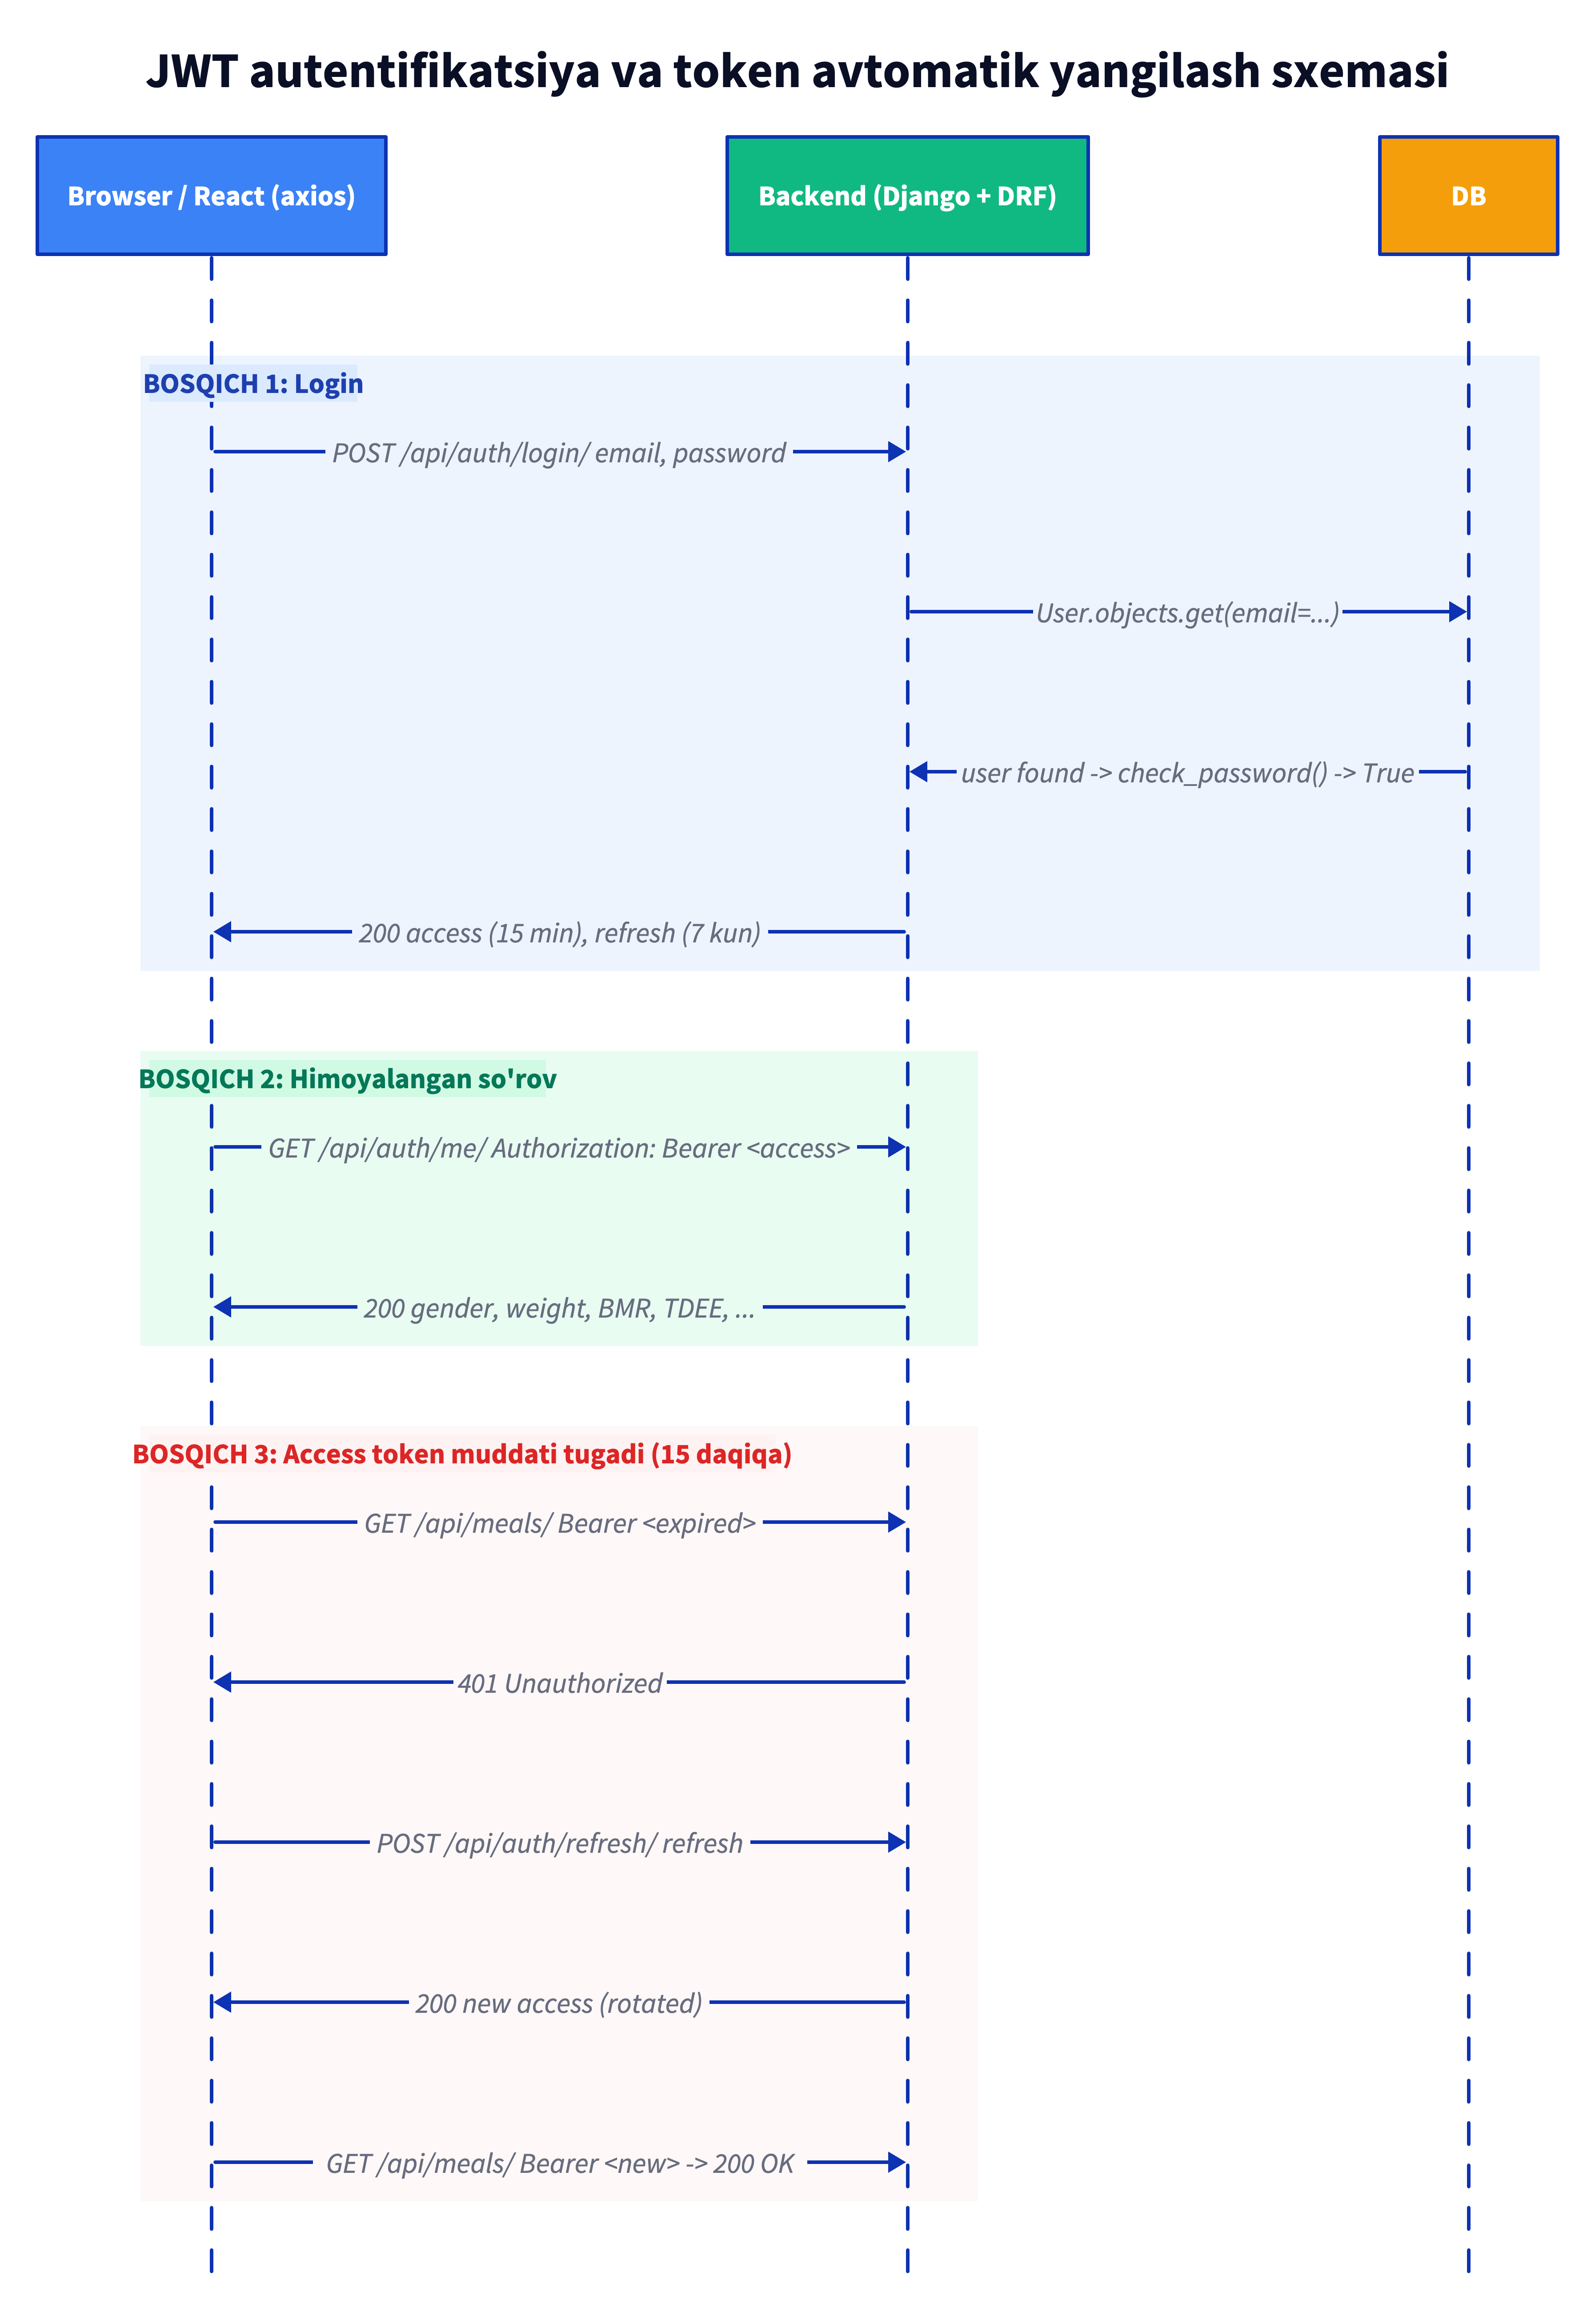 JWT autentifikatsiya va token avtomatik yangilash sxemasi
Browser / React (axios)
Backend (Django + DRF)
DB
BOSQICH 1: Login
POST /api/auth/login/ email, password
User.objects.get(email=...)
user found -> check_password() -> True
200 access (15 min), refresh (7 kun)
BOSQICH 2: Himoyalangan so'rov
GET /api/auth/me/ Authorization: Bearer <access>
200 gender, weight, BMR, TDEE, ...
BOSQICH 3: Access token muddati tugadi (15 daqiqa)
GET /api/meals/ Bearer <expired>
401 Unauthorized
POST /api/auth/refresh/ refresh
200 new access (rotated)
GET /api/meals/ Bearer <new> -> 200 OK